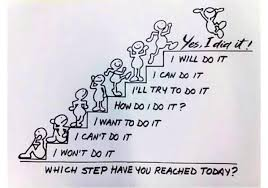 Yes, I did it!
I WILL DO IT
I CAN DO IT
I'LL TRY TO DO IT
HOW DO I DO IT?
I WANT TO DO IT
I CAN'T DO IT
I WON'T DO IT
WHICH STEP HAVE YOU REACHED TODAY?